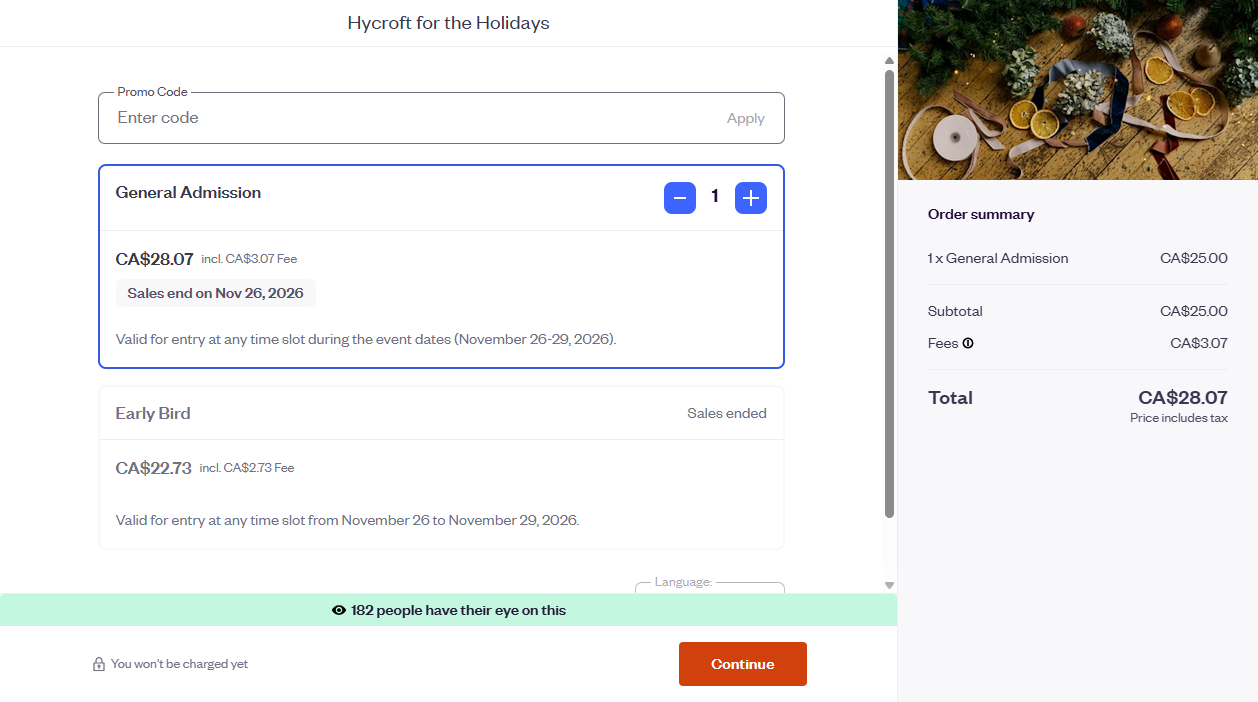 Hycroft for the Holidays
Promo Code
Enter code
Apply
General Admission
1
CA$28.07 incl. CA$3.07 Fee
Sales end on Nov 26, 2026
Valid for entry at any time slot during the event dates (November 26-29, 2026).
Early Bird
Sales ended
CA$22.73 incl. CA$2.73 Fee
Valid for entry at any time slot from November 26 to November 29, 2026.
Language:
182 people have their eye on this
You won't be charged yet
Continue
Order summary
1 x General Admission CA$25.00
Subtotal CA$25.00
Fees CA$3.07
Total CA$28.07
Price includes tax